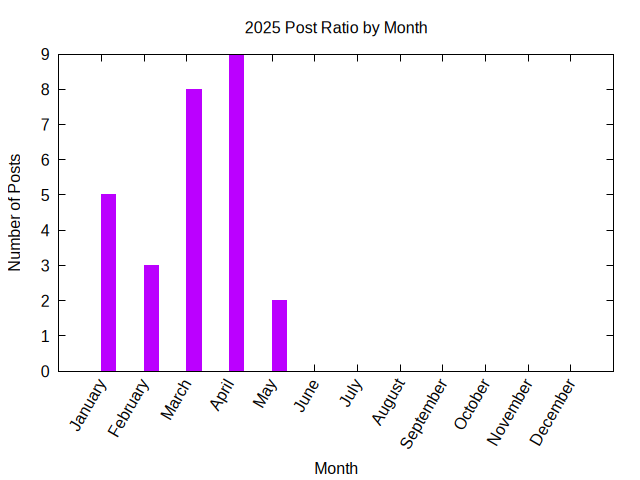 2025 Post Ratio by Month
Number of Posts
9
8
7
6
5
4
3
2
1
0
January
February
March
April
May
June
July
August
September
October
November
December
Month